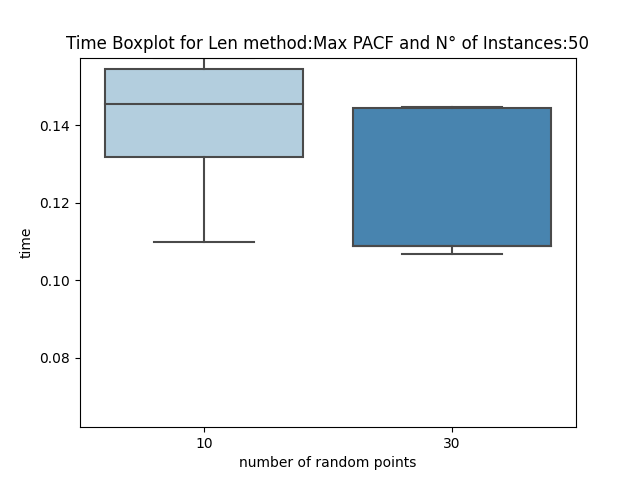 Time Boxplot for Len method:Max PACF and N° of Instances:50
0.14
0.12
0.10
0.08
time
10
30
number of random points